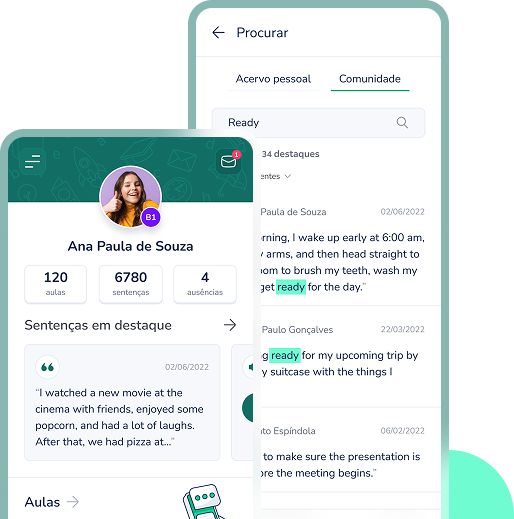 Procurar
Acervo pessoal Comunidade
Ready
34 destaques
Paula de Souza 02/06/2022
I wake up early at 6:00 am,
arms, and then head straight to
to brush my teeth, wash my
get ready for the day.”
Paulo Gonçalves 22/03/2022
ready for my upcoming trip by
suitcase with the things I
Espíndola 06/02/2022
to make sure the presentation is
the meeting begins.”
1
B1
Ana Paula de Souza
120 6780 4
aulas sentenças ausências
Sentenças em destaque
02/06/2022
“I watched a new movie at the
cinema with friends, enjoyed some
popcorn, and had a lot of laughs.
After that, we had pizza at...”
Aulas